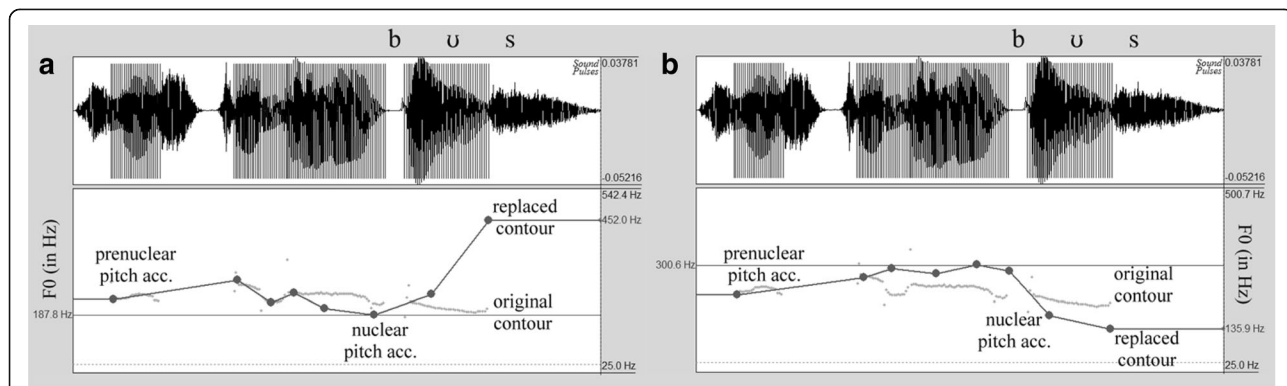 b ʊ s
a
Sound
Pulses
0.03781
-0.05216
542.4 Hz
452.0 Hz
replaced
contour
prenuclear
pitch acc.
original
contour
187.8 Hz
nuclear
pitch acc.
25.0 Hz
F0 (in Hz)
b ʊ s
b
Sound
Pulses
0.03781
-0.05216
500.7 Hz
prenuclear
pitch acc.
300.6 Hz
original
contour
nuclear
pitch acc.
135.9 Hz
replaced
contour
25.0 Hz
F0 (in Hz)